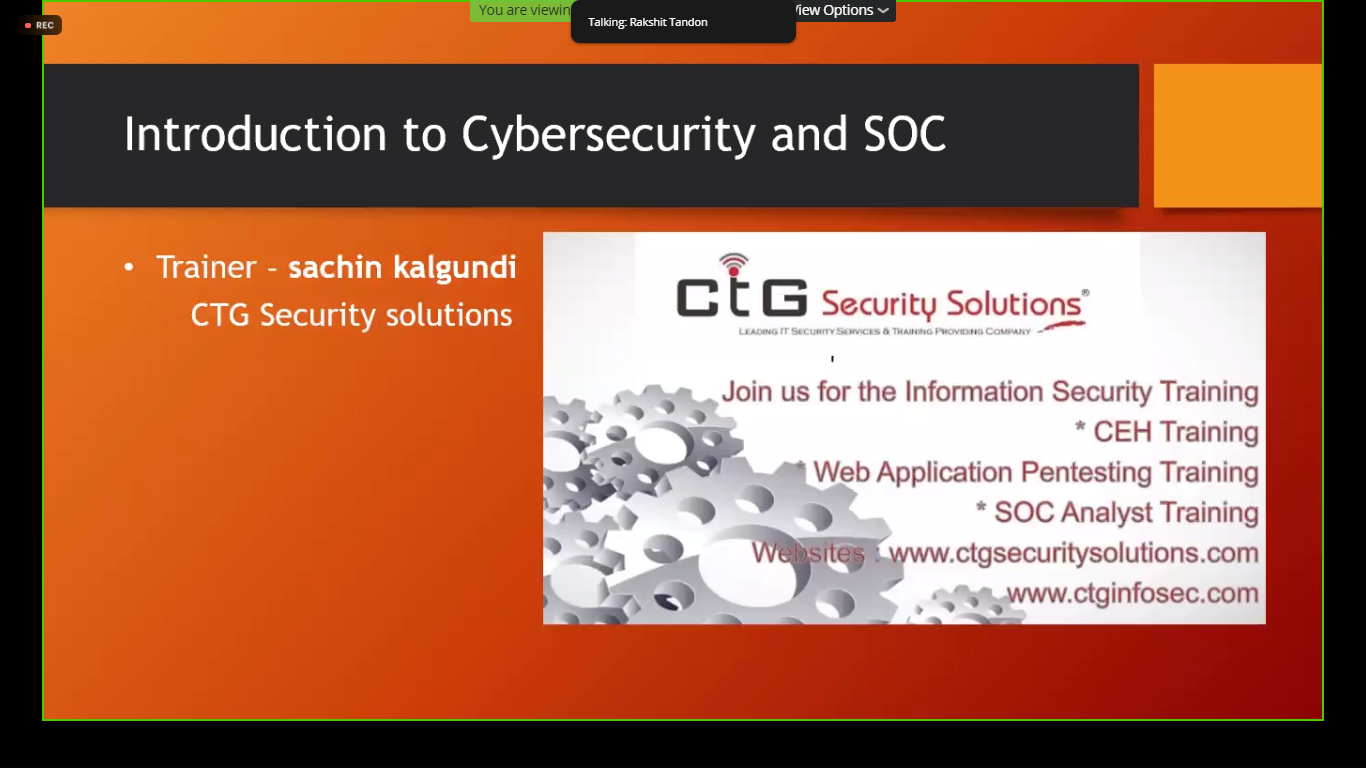 REC
You are viewing
Talking: Rakshit Tandon
View Options
Introduction to Cybersecurity and SOC
• Trainer – sachin kalgundi
CTG Security solutions
CtG Security Solutions®
LEADING IT SECURITY SERVICES & TRAINING PROVIDING COMPANY
Join us for the Information Security Training
* CEH Training
* Web Application Pentesting Training
* SOC Analyst Training
Websites : www.ctgsecuritysolutions.com
www.ctginfosec.com